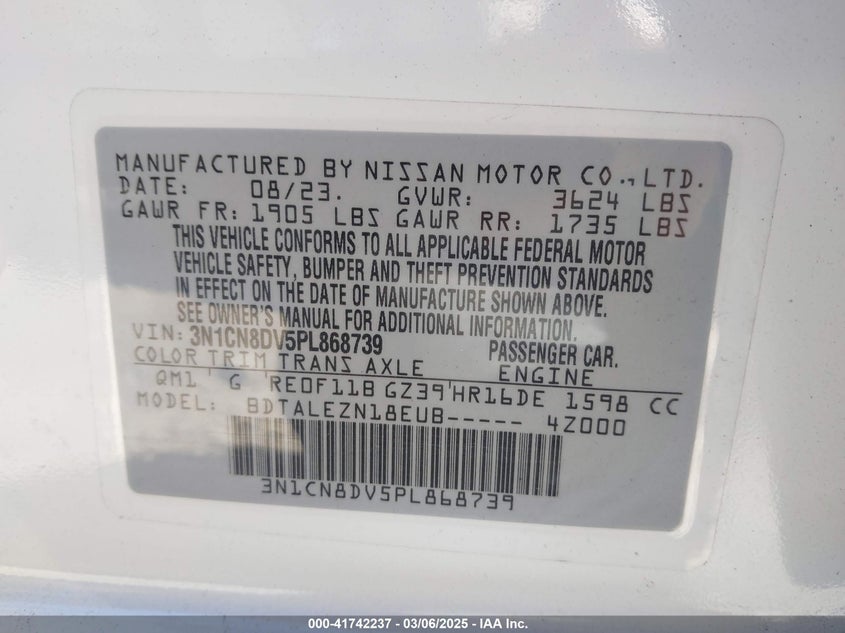 MANUFACTURED BY NISSAN MOTOR CO., LTD.
DATE: 08/23. GVWR: 3624 LBS
GAWR FR: 1905 LBS GAWR RR: 1735 LBS
THIS VEHICLE CONFORMS TO ALL APPLICABLE FEDERAL MOTOR
VEHICLE SAFETY, BUMPER AND THEFT PREVENTION STANDARDS
IN EFFECT ON THE DATE OF MANUFACTURE SHOWN ABOVE.
SEE OWNER'S MANUAL FOR ADDITIONAL INFORMATION.
VIN: 3N1CN8DV5PL868739 PASSENGER CAR.
COLOR TRIM TRANS AXLE ENGINE
QM1 G RE0F11B GZ39 HR16DE 1598 CC
MODEL: BDTALEZN18EUB----- 4Z000
3N1CN8DV5PL868739
000-41742237 - 03/06/2025 - IAA Inc.